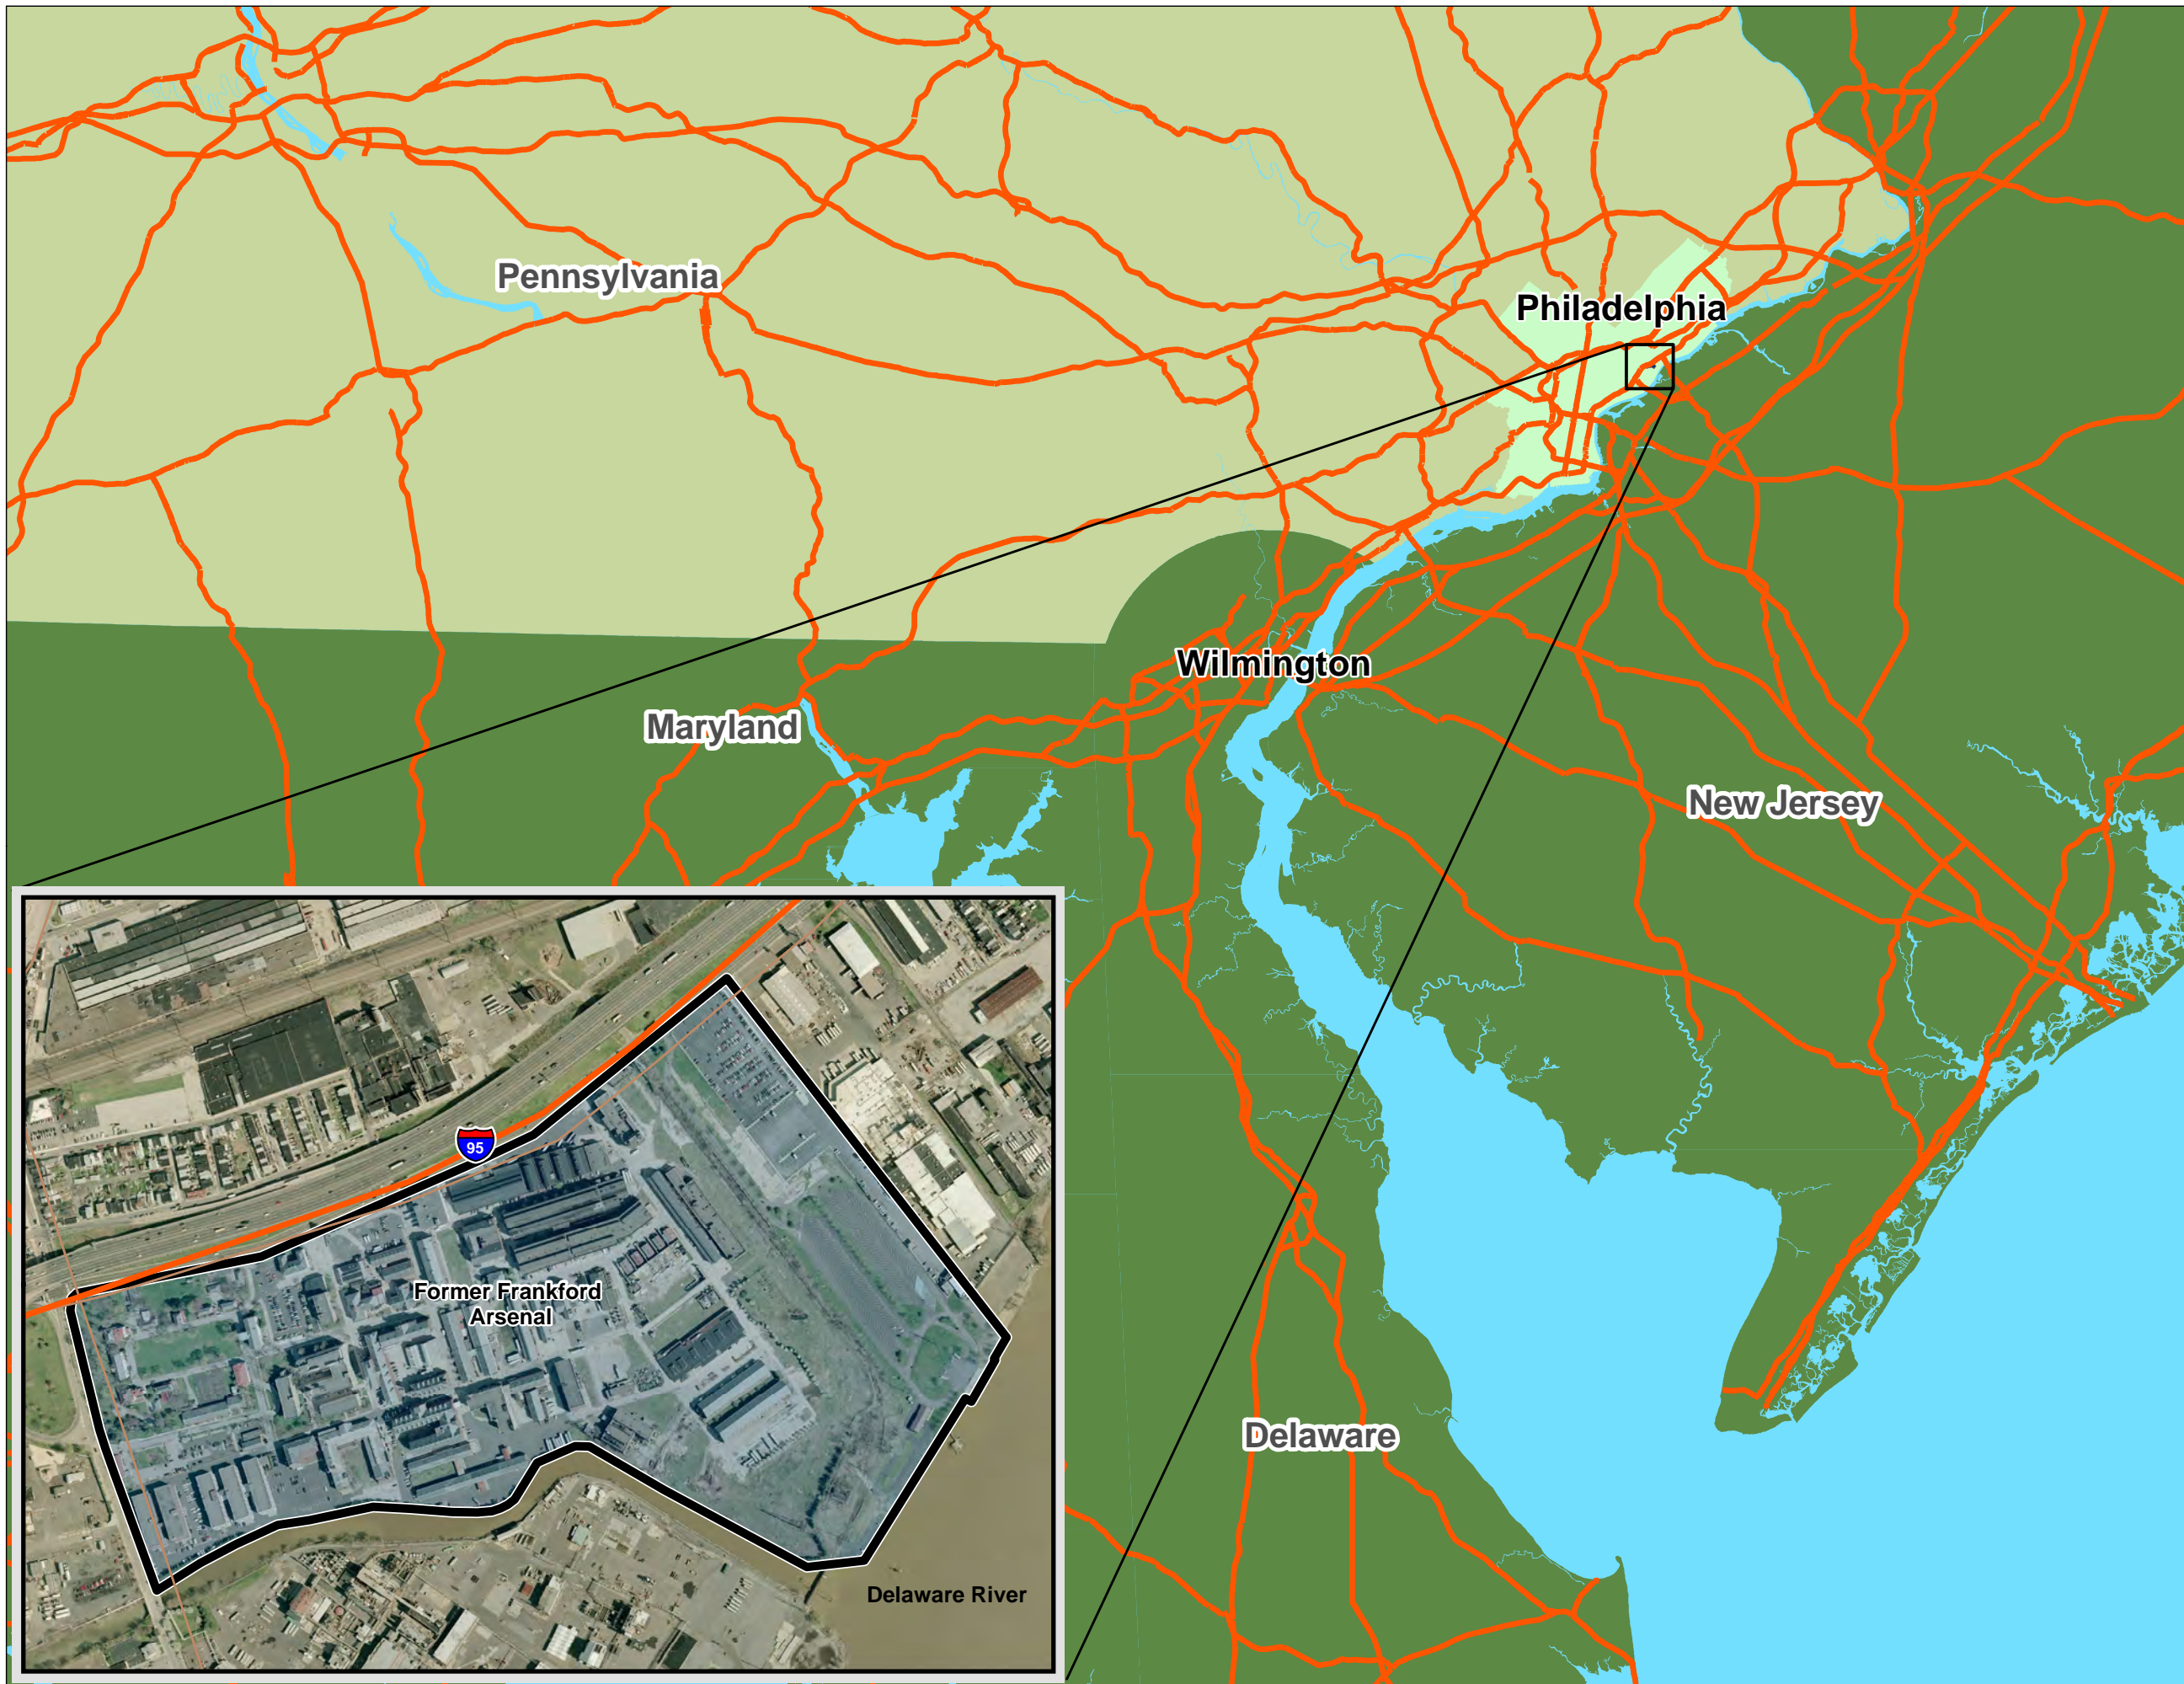 Pennsylvania
Philadelphia
Wilmington
Maryland
New Jersey
95
Former Frankford
Arsenal
Delaware
Delaware River